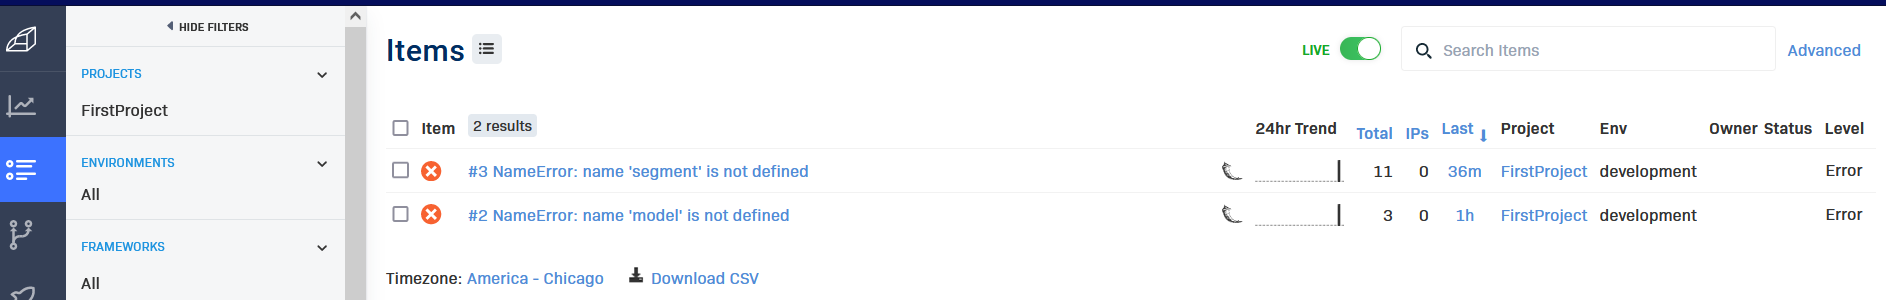 HIDE FILTERS
PROJECTS
FirstProject
ENVIRONMENTS
All
FRAMEWORKS
All
Items
LIVE
Search Items
Advanced
Item 2 results 24hr Trend Total IPs Last Project Env Owner Status Level
#3 NameError: name 'segment' is not defined 11 0 36m FirstProject development Error
#2 NameError: name 'model' is not defined 3 0 1h FirstProject development Error
Timezone: America - Chicago Download CSV